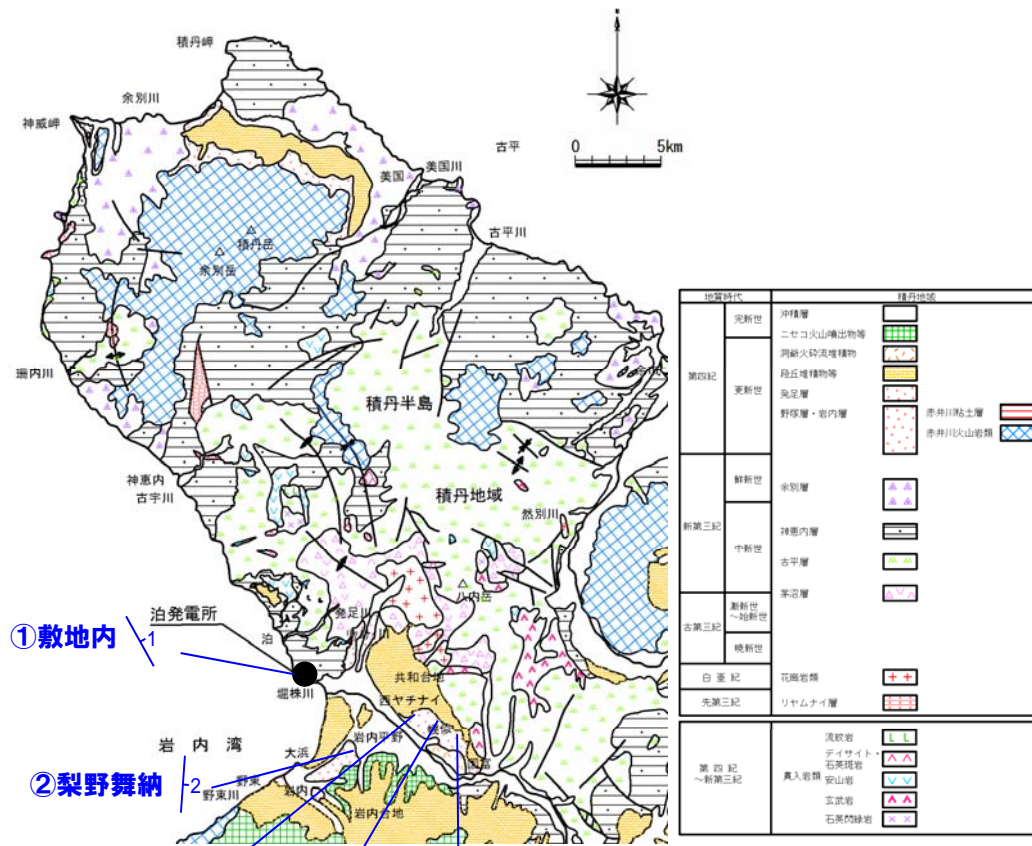 N
0 5km
積丹岬
余別川
神威岬
古平
美国
美国川
古平川
積丹岳
余別岳
珊内川
積丹半島
神恵内
古宇川
積丹地域
然別川
八内岳
泊発電所
発足川
①敷地内
1
泊
堀株川
共和台地
西ヤチナイ
岩内平野
幌似
国富
岩内湾
大浜
②梨野舞納
2
野束
野束川
岩内
岩内台地
地質時代
積丹地域
第四紀
完新世
更新世
沖積層
ニセコ火山噴出物等
洞爺火砕流堆積物
段丘堆積物等
発足層
野塚層・岩内層
赤井川粘土層
赤井川火山岩類
新第三紀
鮮新世
中新世
余別層
神恵内層
古平層
茅沼層
古第三紀
漸新世
~始新世
暁新世
白亜紀
花崗岩類
先第三紀
リヤムナイ層
第四紀
~新第三紀
貫入岩類
流紋岩
デイサイト・
石英斑岩
安山岩
玄武岩
石英閃緑岩